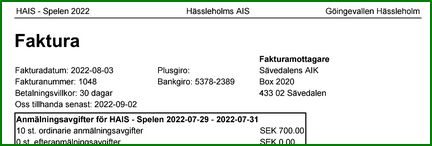 HAIS - Spelen 2022 Hässleholms AIS Göingevallen Hässleholm
Faktura
Fakturamottagare
Fakturadatum: 2022-08-03 Plusgiro: Sävedalens AIK
Fakturanummer: 1048 Bankgiro: 5378-2389 Box 2020
Betalningsvillkor: 30 dagar 433 02 Sävedalen
Oss tillhanda senast: 2022-09-02
Anmälningsavgifter för HAIS - Spelen 2022-07-29 - 2022-07-31
10 st. ordinarie anmälningsavgifter SEK 700.00
0 st. efteranmälningsavgifter SEK 0.00